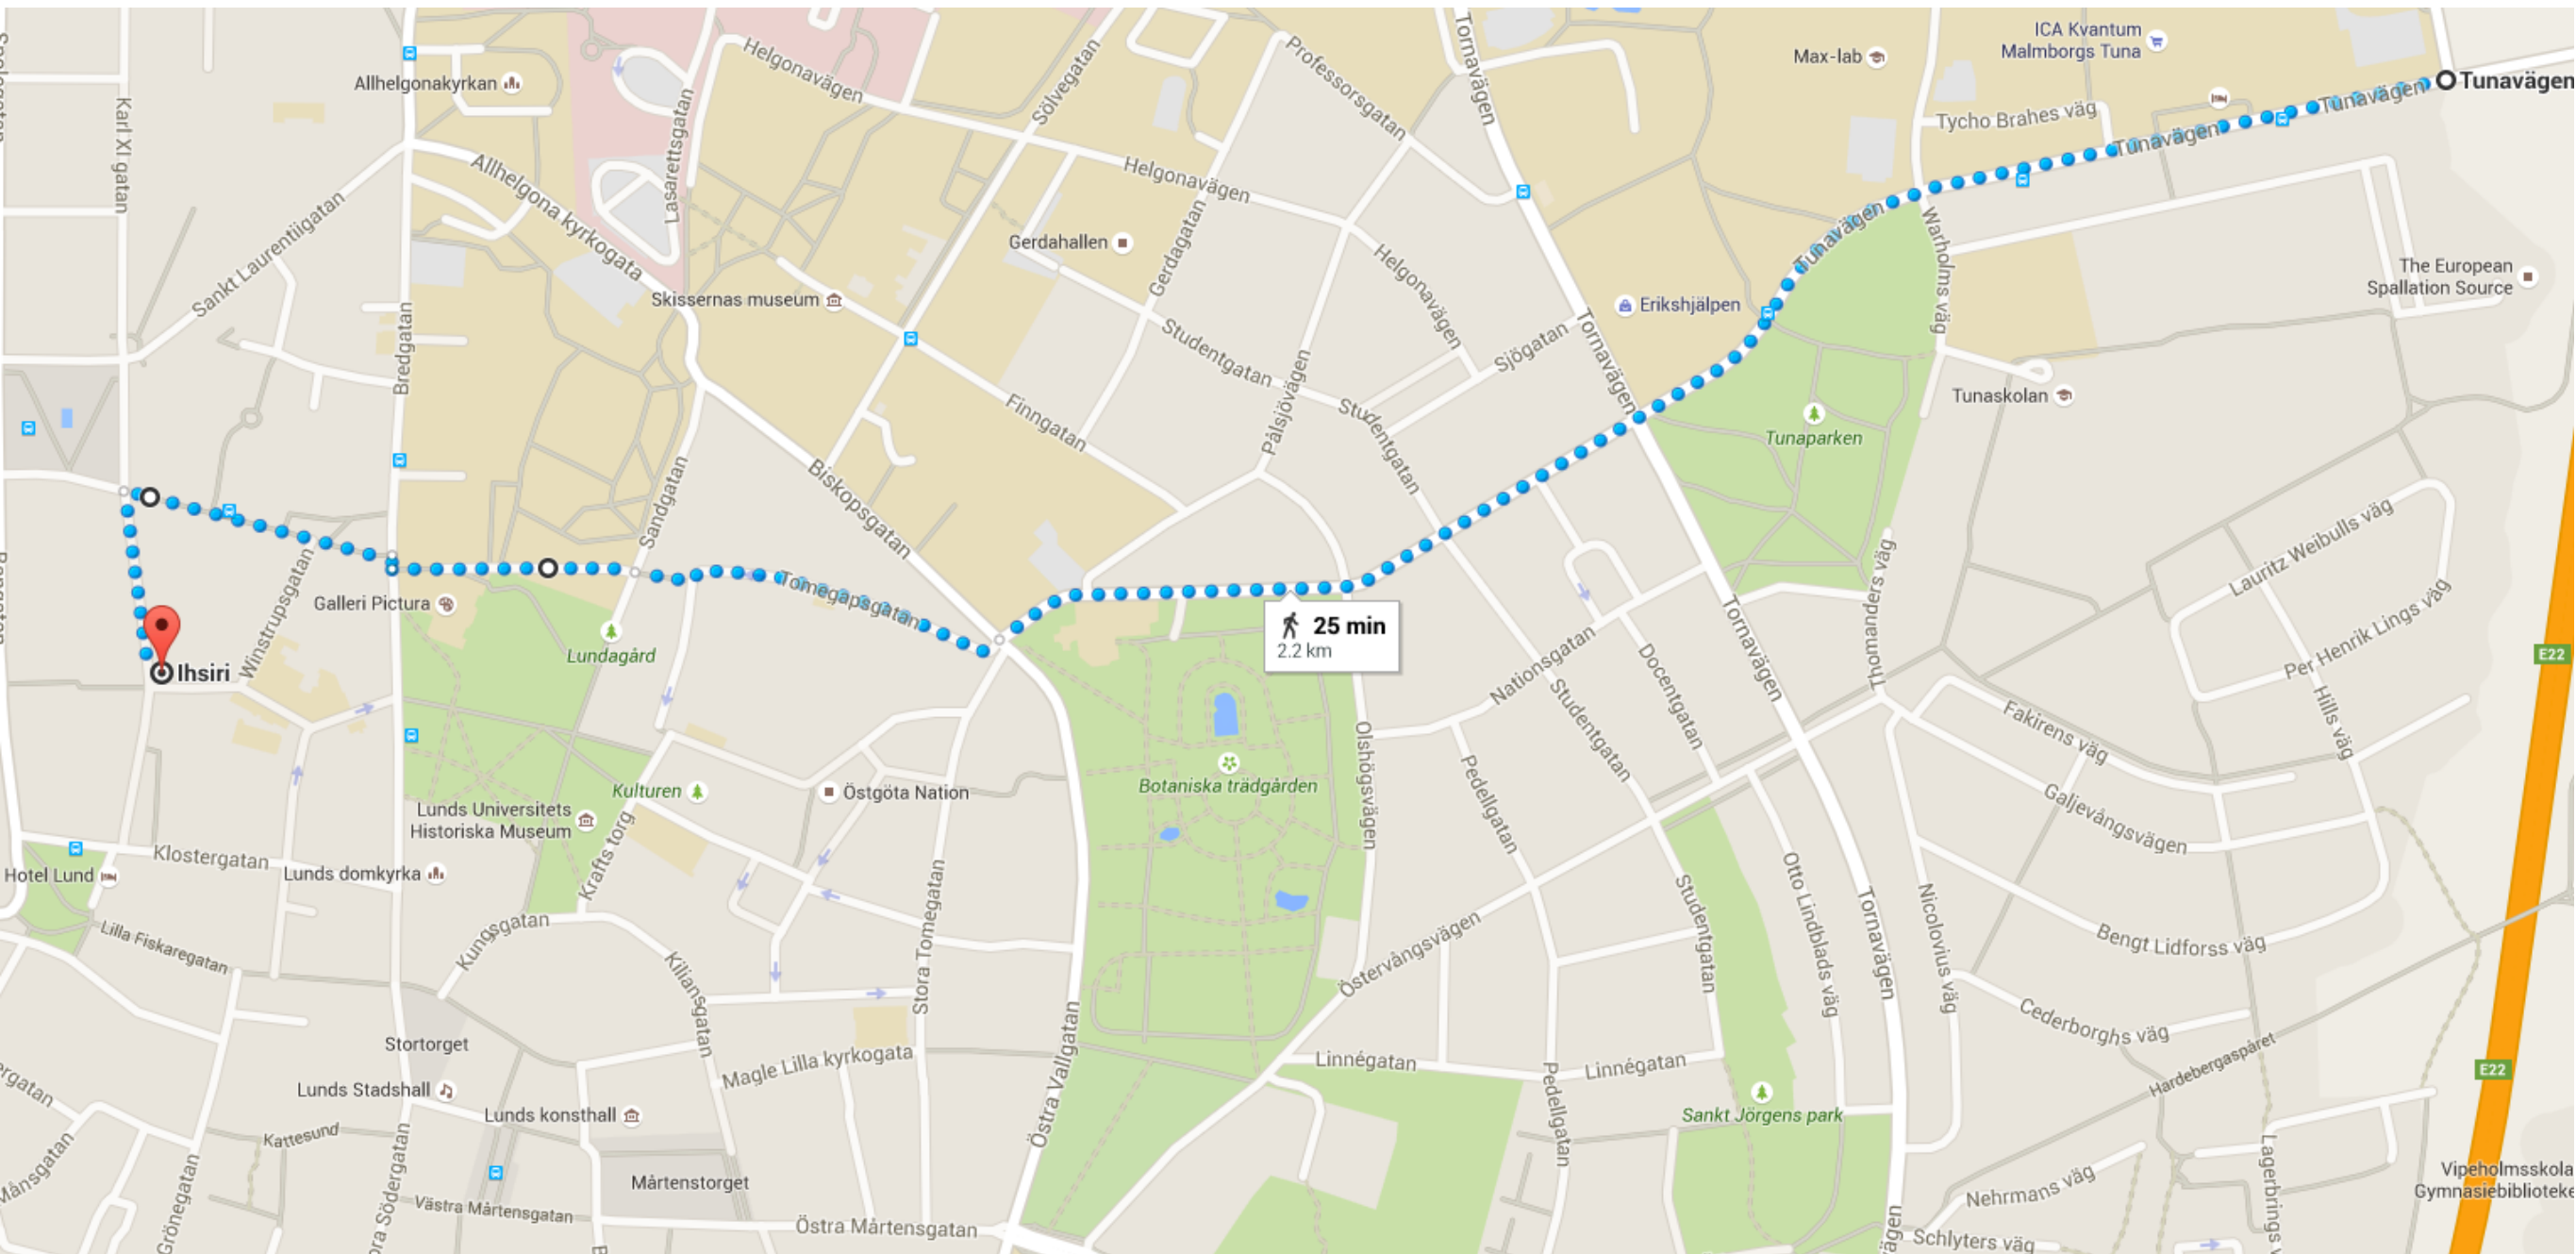 ICA Kvantum
Malmborgs Tuna
Max-lab
Tunavägen
Tunavägen
Tunavägen
Tunavägen
Tycho Brahes väg
Allhelgonakyrkan
Helgonavägen
Sölvegatan
Professorsgatan
Tornavägen
Karl XI gatan
Lasarettsgatan
Allhelgona kyrkogata
Helgonavägen
Sankt Laurentiigatan
Gerdahallen
Gerdagatan
Helgonavägen
Warholms väg
The European
Spallation Source
Skissernas museum
Erikshjälpen
Bredgatan
Studentgatan
Sjögatan
Tornavägen
Finngatan
Pålsjövägen
Studentgatan
Tunaskolan
Tunaparken
Biskopsgatan
Sandgatan
Lauritz Weibulls väg
Winstrupsgatan
Galleri Pictura
Tomegapsgatan
Thomanders väg
Per Henrik Lings väg
25 min
2.2 km
Lundagård
Ihsiri
Nationsgatan
Docentgatan
Tornavägen
E22
Studentgatan
Hills väg
Fakirens väg
Olshögsvägen
Pedellgatan
Botaniska trädgården
Kulturen
Östgöta Nation
Lunds Universitets
Historiska Museum
Krafts torg
Galjevångsvägen
Klostergatan
Hotel Lund
Lunds domkyrka
Stora Tomegatan
Studentgatan
Otto Lindblads väg
Tornavägen
Nicolovius väg
Kungsgatan
Lilla Fiskaregatan
Kiliansgatan
Östervångsvägen
Bengt Lidforss väg
Cederborghs väg
Stortorget
Magle Lilla kyrkogata
Östra Vallgatan
Linnégatan
Linnégatan
Pedellgatan
Hardebergaspåret
E22
Lunds Stadshall
Lunds konsthall
Sankt Jörgens park
Kattesund
Månsgatan
Grönegatan
ora Södergatan
Mårtenstorget
Västra Mårtensgatan
Östra Mårtensgatan
Nehrmans väg
Lagerbrings v
Vipeholmsskola
Gymnasiebiblioteke
Schlyters väg